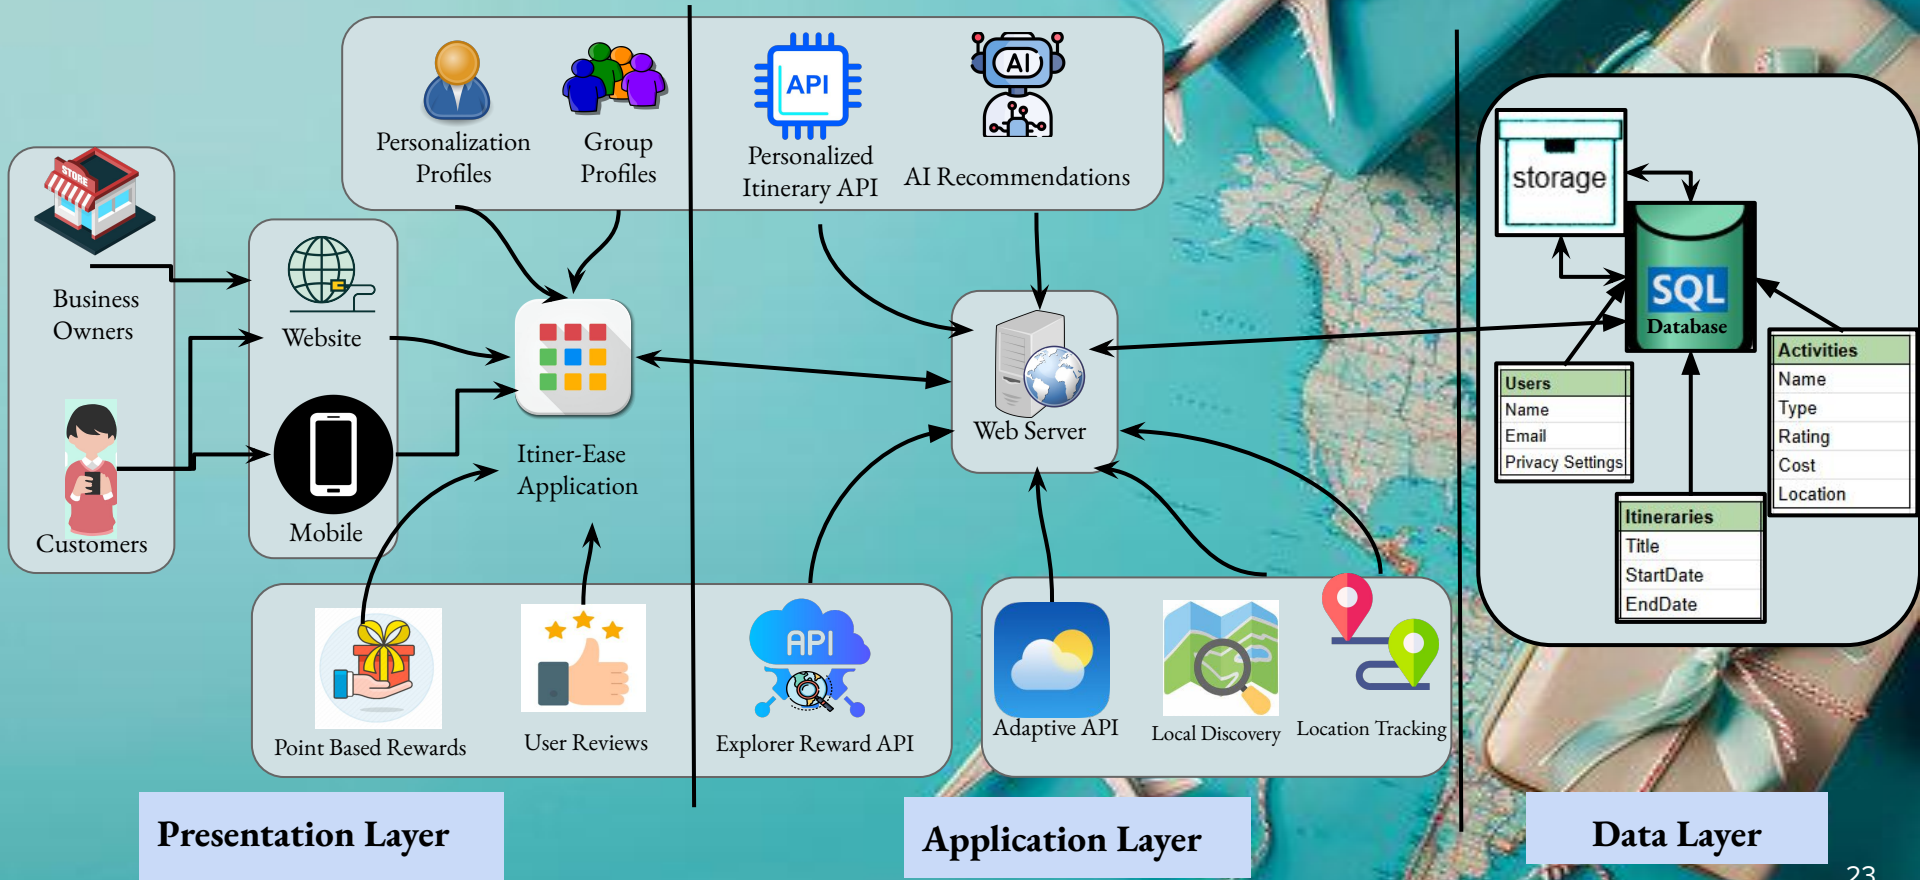 Personalization
Profiles
Group
Profiles
API
Personalized
Itinerary API
AI
AI Recommendations
STORE
Business
Owners
Customers
Website
Mobile
Itiner-Ease
Application
Web Server
storage
SQL
Database
Users
Name
Email
Privacy Settings
Activities
Name
Type
Rating
Cost
Location
Itineraries
Title
StartDate
EndDate
Point Based Rewards
User Reviews
API
Explorer Reward API
Adaptive API
Local Discovery
Location Tracking
Presentation Layer
Application Layer
Data Layer
23